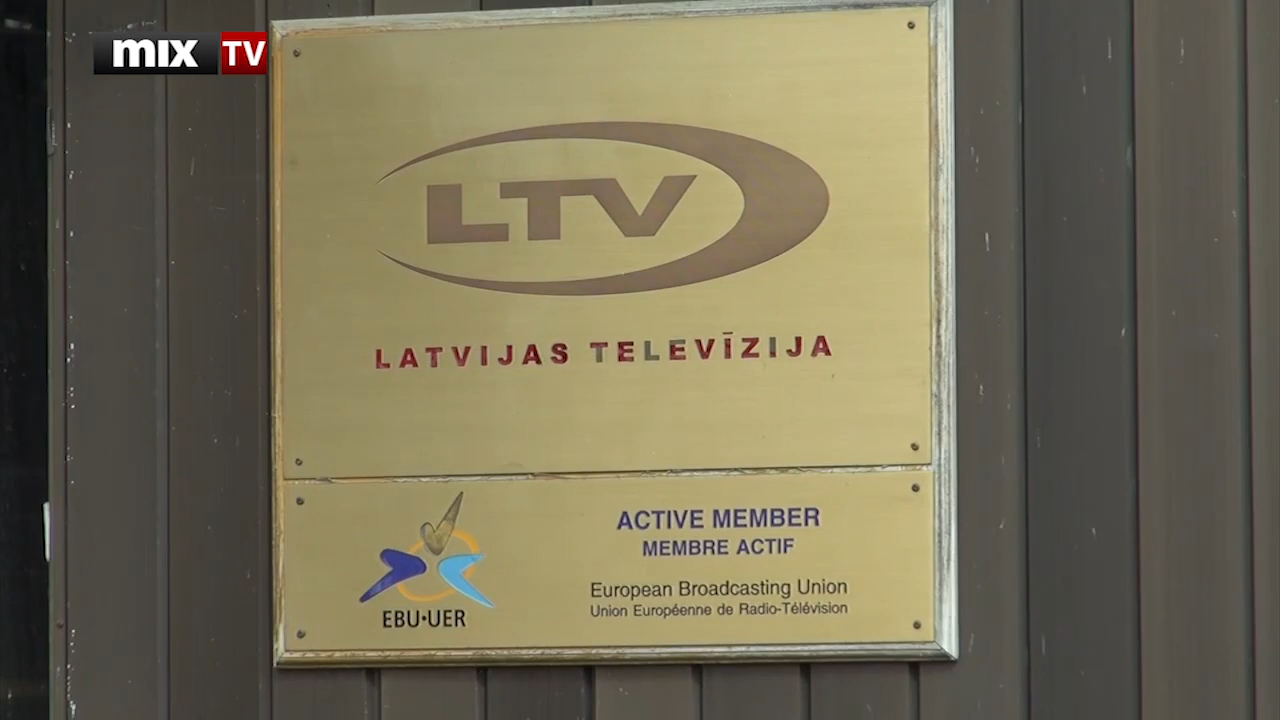 mix TV
LTV
LATVIJAS TELEVĪZIJA
ACTIVE MEMBER
MEMBRE ACTIF
European Broadcasting Union
Union Européenne de Radio-Télévision
EBU•UER